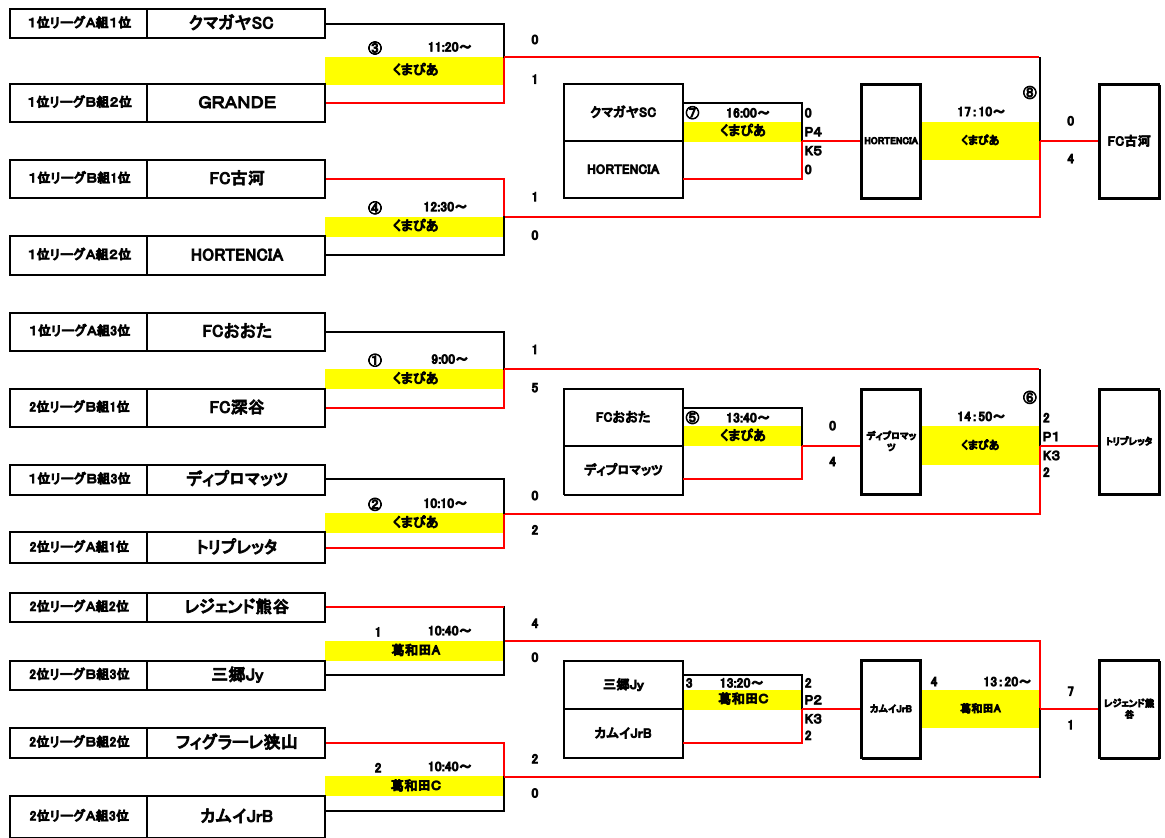 1位リーグA組1位 クマガヤSC
③ 11:20～
くまぴあ
0
1
1位リーグB組2位 GRANDE
1位リーグB組1位 FC古河
④ 12:30～
くまぴあ
1
0
1位リーグA組2位 HORTENCIA
クマガヤSC
HORTENCIA
⑦ 16:00～
くまぴあ
0
P4
K5
0
HORTENCIA
⑧
17:10～
くまぴあ
0
4
FC古河
1位リーグA組3位 FCおおた
① 9:00～
くまぴあ
1
5
2位リーグB組1位 FC深谷
1位リーグB組3位 ディプロマッツ
② 10:10～
くまぴあ
0
2
2位リーグA組1位 トリプレッタ
FCおおた
ディプロマッツ
⑤ 13:40～
くまぴあ
0
4
ディプロマッ
ツ
⑥
14:50～
くまぴあ
2
P1
K3
2
トリプレッタ
2位リーグA組2位 レジェンド熊谷
1 10:40～
葛和田A
4
0
2位リーグB組3位 三郷Jy
2位リーグB組2位 フィグラーレ狭山
2 10:40～
葛和田C
2
0
2位リーグA組3位 カムイJrB
三郷Jy
カムイJrB
3 13:20～
葛和田C
2
P2
K3
2
カムイJrB
4 13:20～
葛和田A
7
1
レジェンド熊
谷